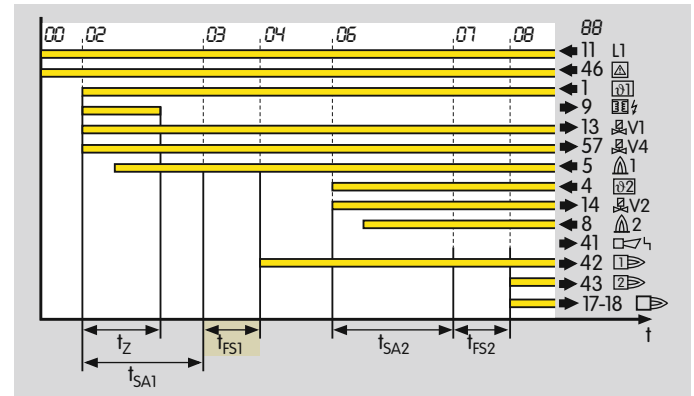 00 02 03 04 06 07 08 88
11 L1
46
1 ϑ1
9
13 V1
57 V4
5 1
4 ϑ2
14 V2
8 2
41
42 1
43 2
17-18
t
tZ tFS1 tSA2 tFS2
tSA1